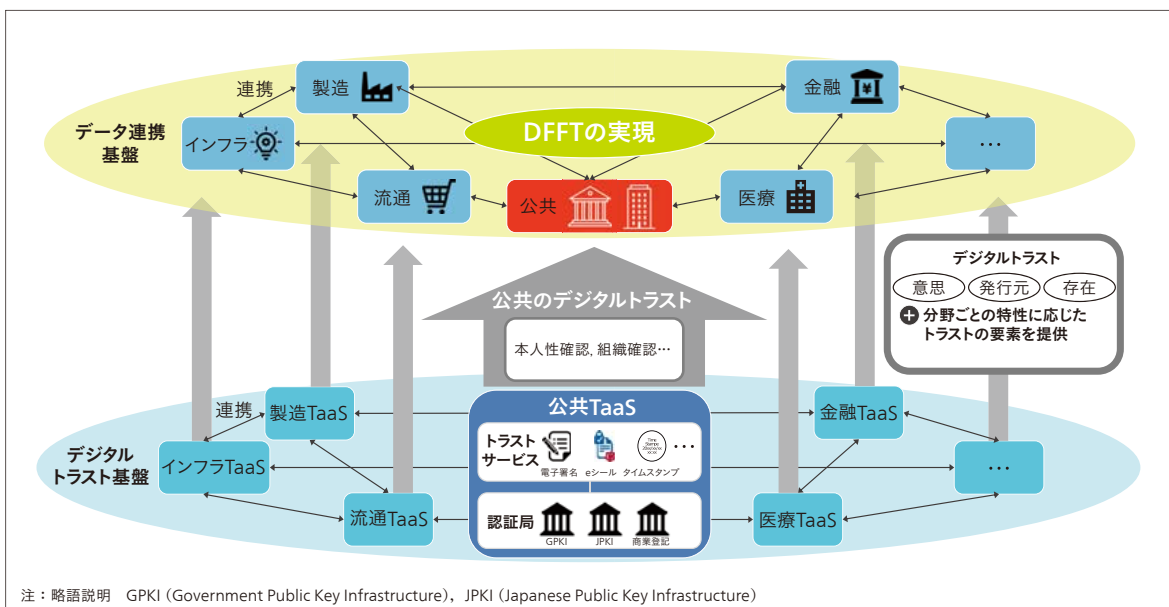 連携
製造
金融
データ連携
基盤
インフラ
DFFTの実現
…
流通
公共
医療
デジタルトラスト
意思
発行元
存在
+ 分野ごとの特性に応じた
トラストの要素を提供
公共のデジタルトラスト
本人性確認, 組織確認…
連携
製造TaaS
公共TaaS
金融TaaS
デジタル
トラスト基盤
インフラTaaS
トラスト
サービス
電子署名
eシール
Time
Stampe
タイムスタンプ
…
…
流通TaaS
認証局
GPKI
JPKI
商業登記
医療TaaS
注：略語説明 GPKI（Government Public Key Infrastructure），JPKI（Japanese Public Key Infrastructure）